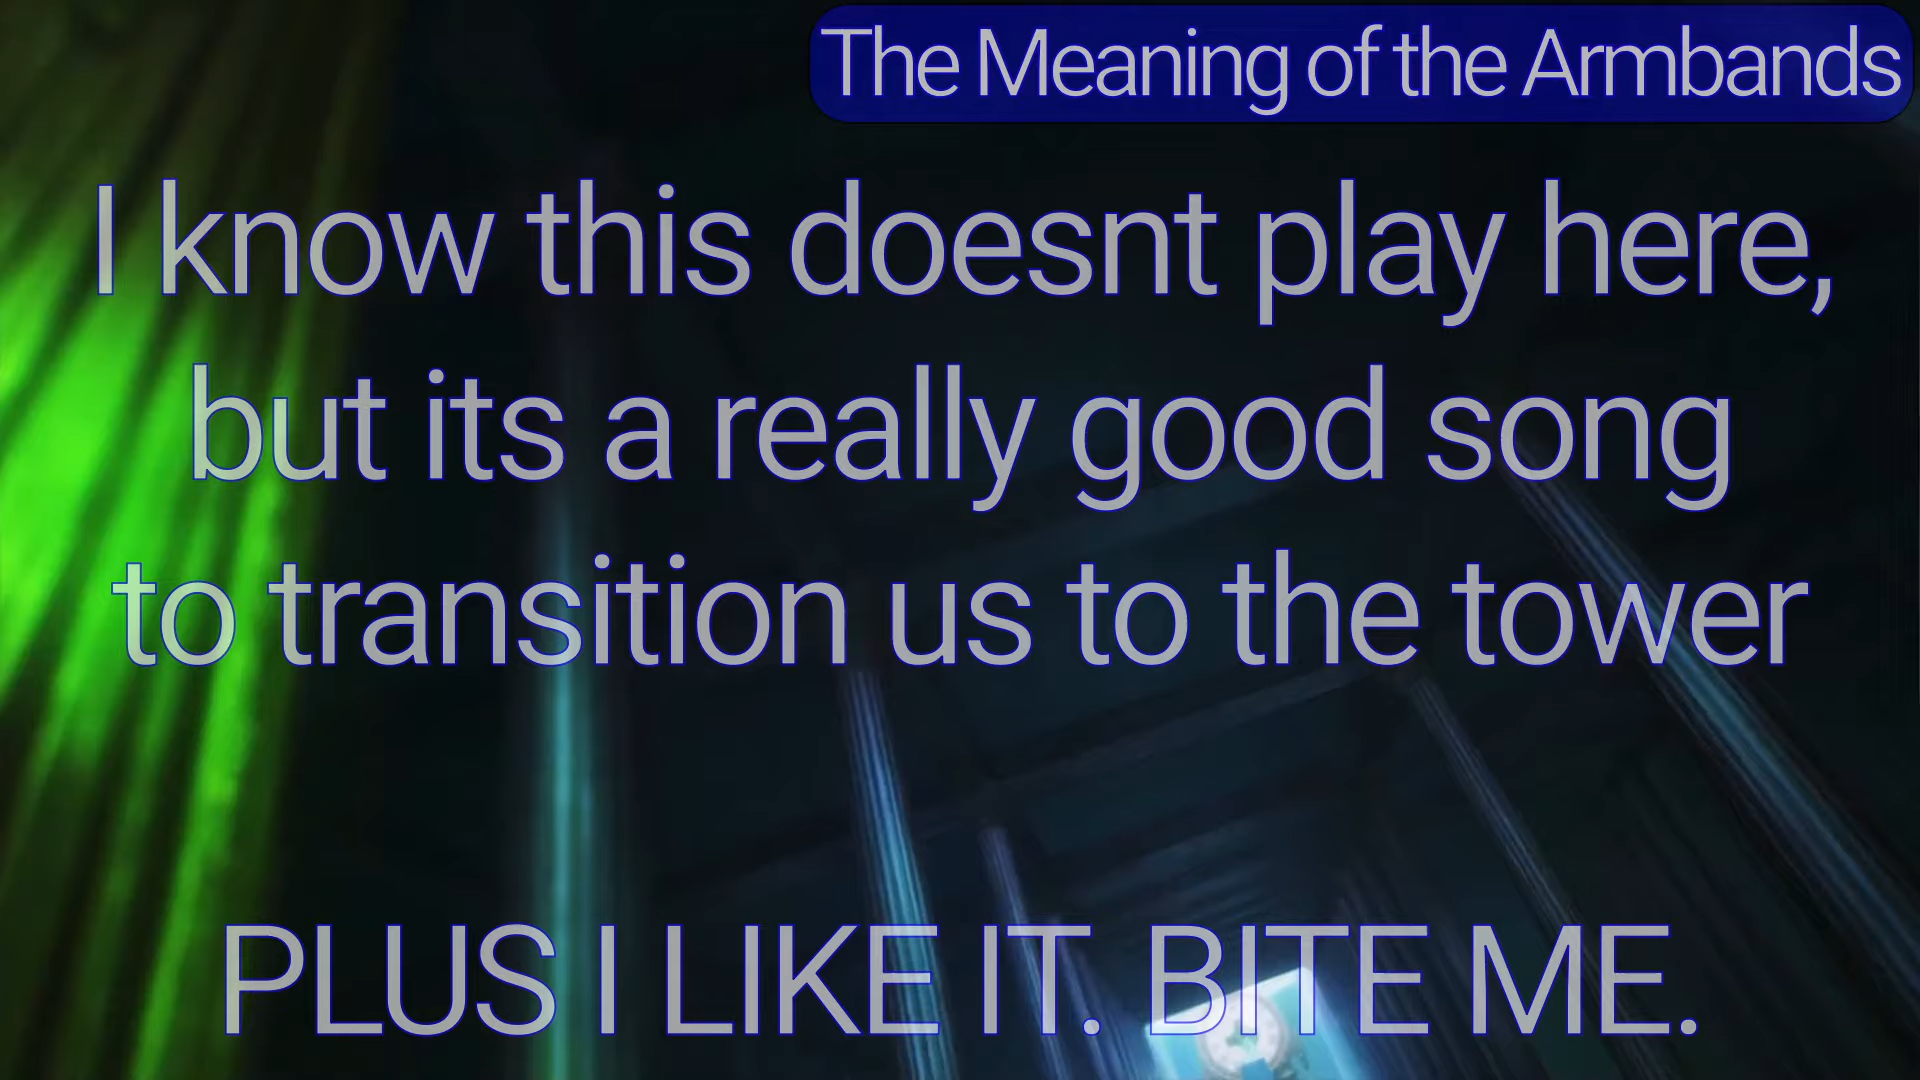 The Meaning of the Armbands
I know this doesnt play here,
but its a really good song
to transition us to the tower
PLUS I LIKE IT. BITE ME.